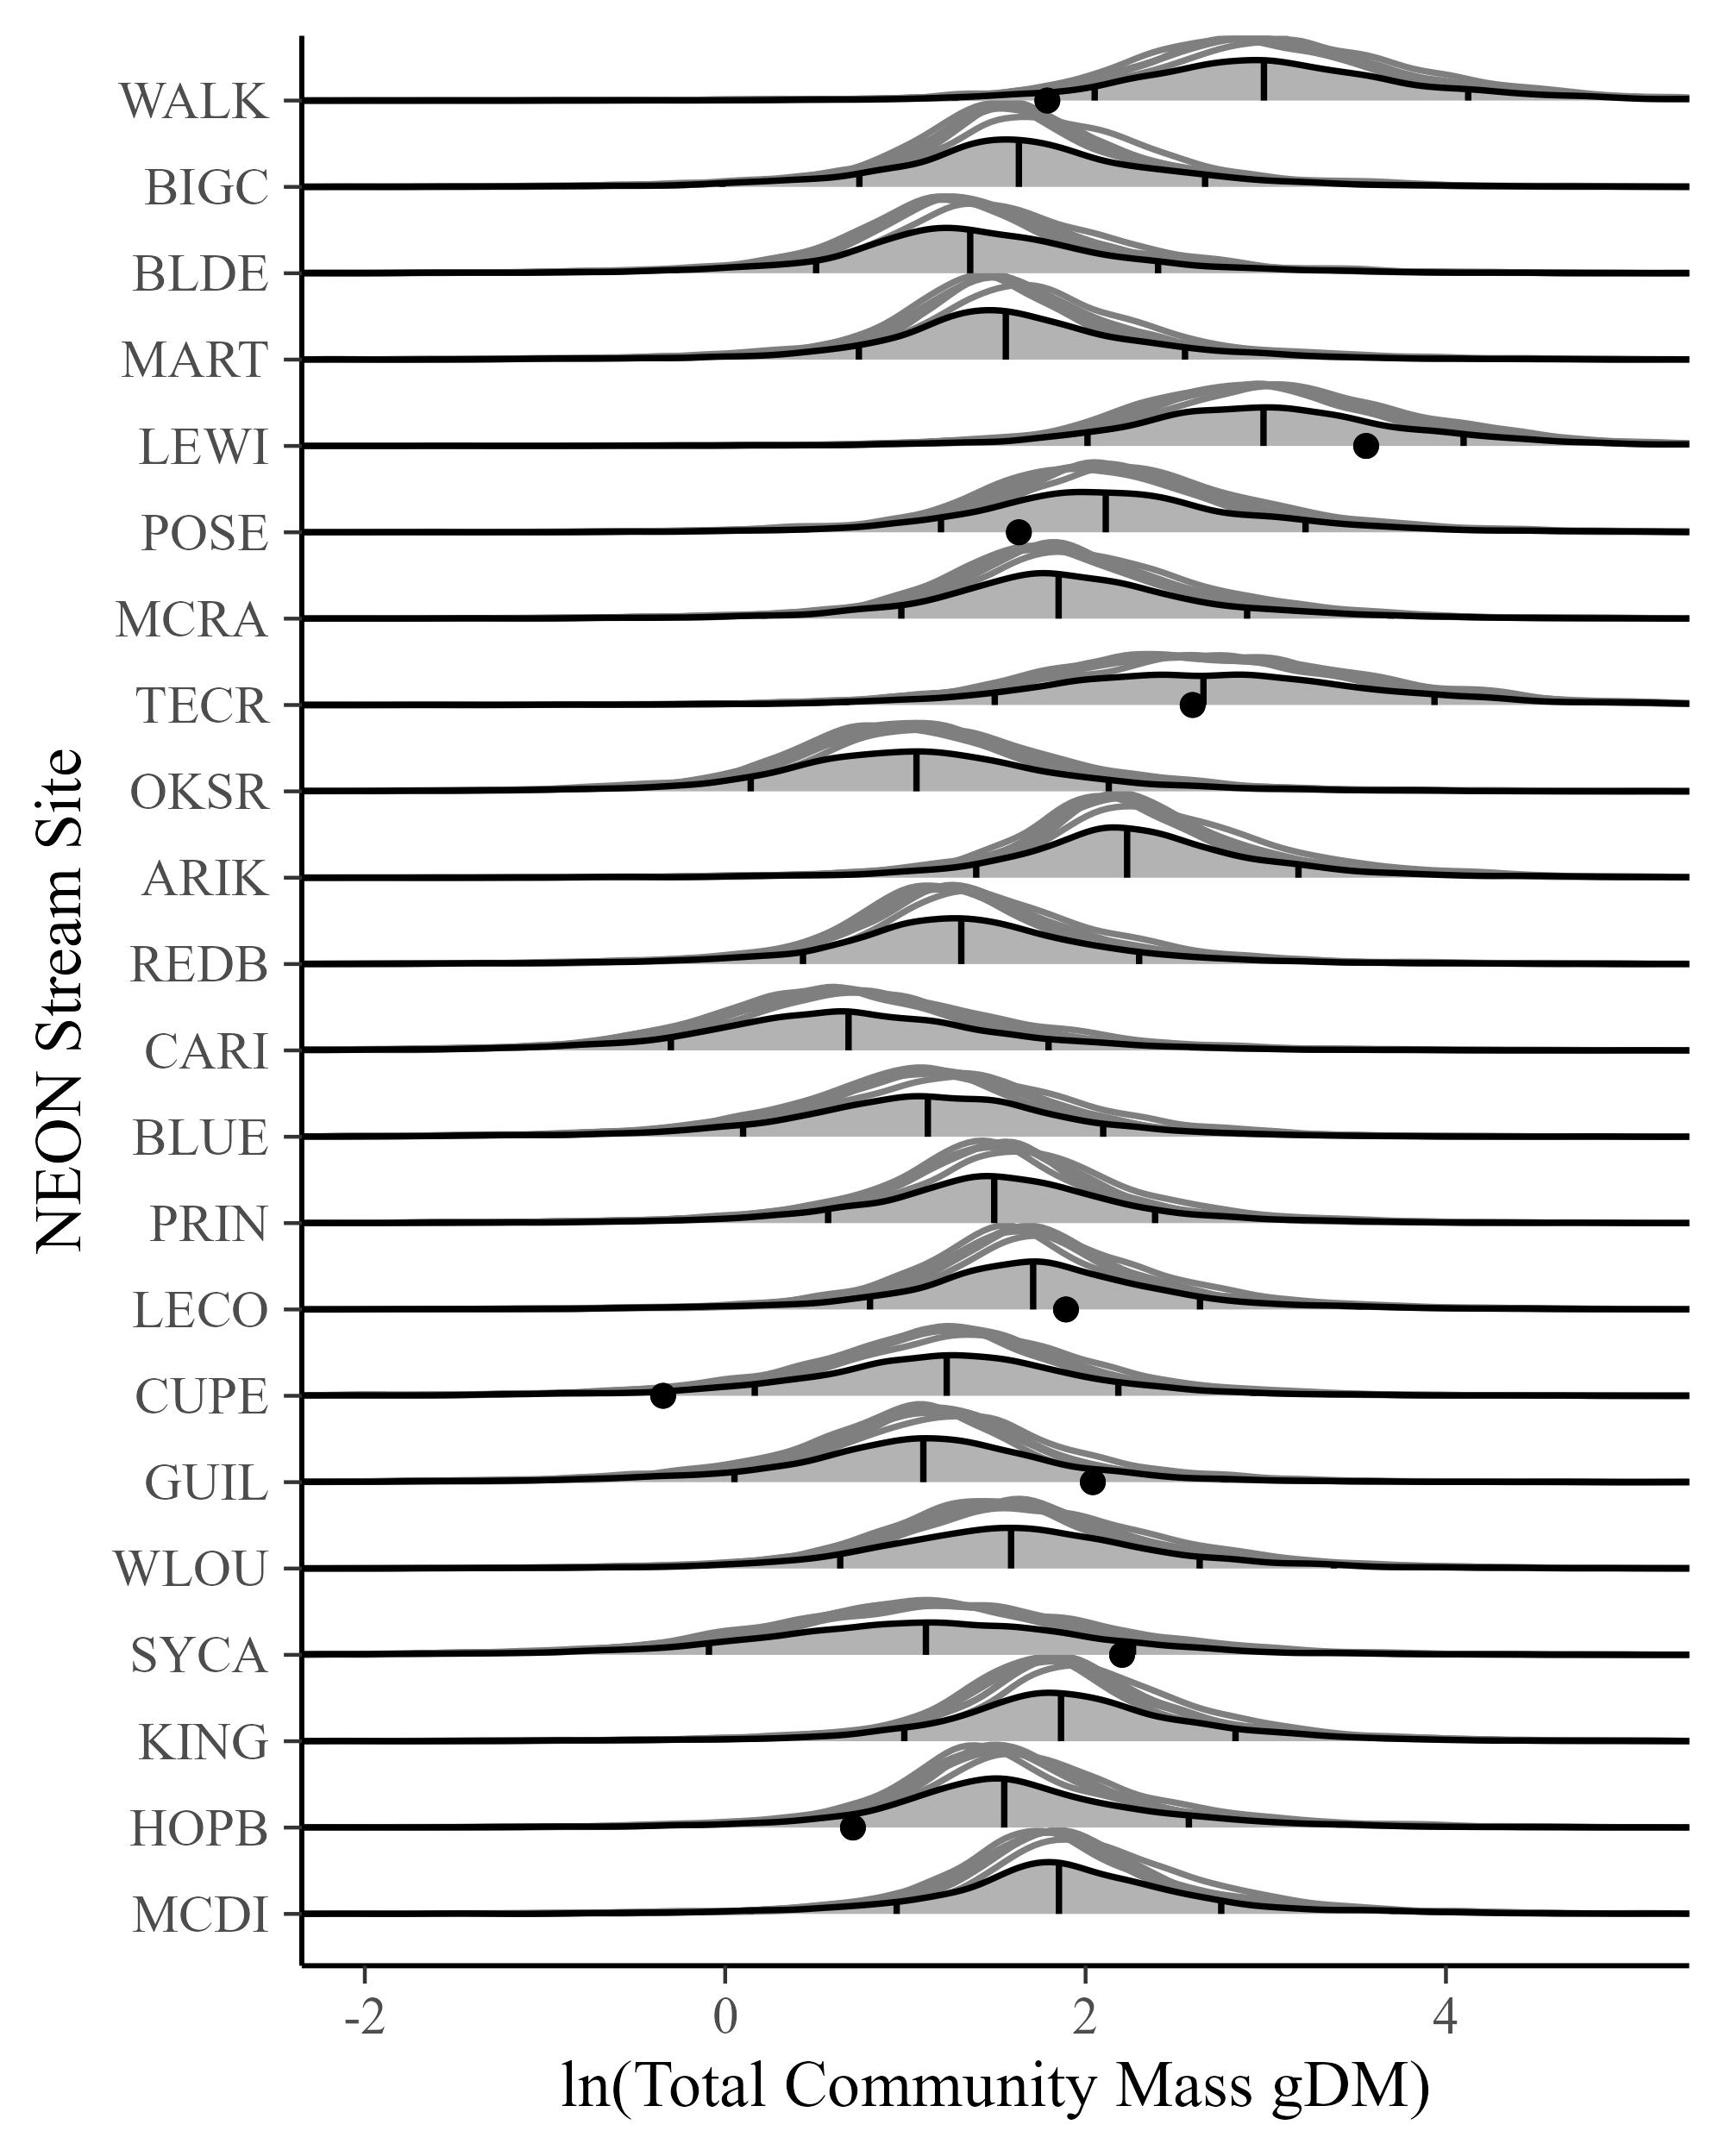 WALK
BIGC
BLDE
MART
LEWI
POSE
MCRA
TECR
OKSR
ARIK
REDB
CARI
BLUE
PRIN
LECO
CUPE
GUIL
WLOU
SYCA
KING
HOPB
MCDI
NEON Stream Site
-2 0 2 4
ln(Total Community Mass gDM)